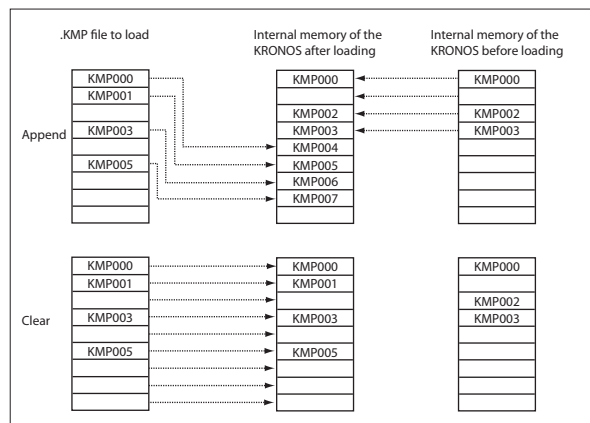 .KMP file to load
Internal memory of the
KRONOS after loading
Internal memory of the
KRONOS before loading
Append
KMP000
KMP001
KMP003
KMP005
KMP000
KMP002
KMP003
KMP004
KMP005
KMP006
KMP007
KMP000
KMP002
KMP003
Clear
KMP000
KMP001
KMP003
KMP005
KMP000
KMP001
KMP003
KMP005
KMP000
KMP002
KMP003